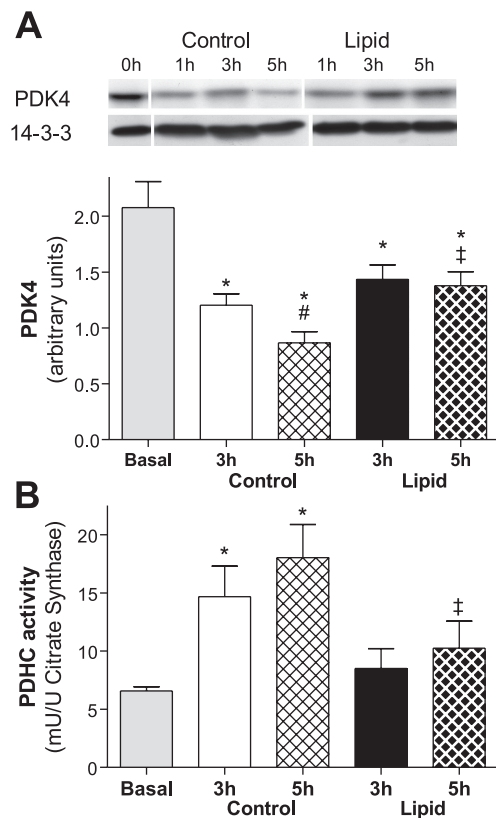 A
Control Lipid
0h 1h 3h 5h 1h 3h 5h
PDK4
14-3-3
PDK4
(arbitrary units)
2.0
1.5
1.0
0.5
0.0
*
*
#
*
*
‡
Basal 3h 5h 3h 5h
Control Lipid
B
PDHC activity
(mU/U Citrate Synthase)
20
15
10
5
0
*
*
‡
Basal 3h 5h 3h 5h
Control Lipid